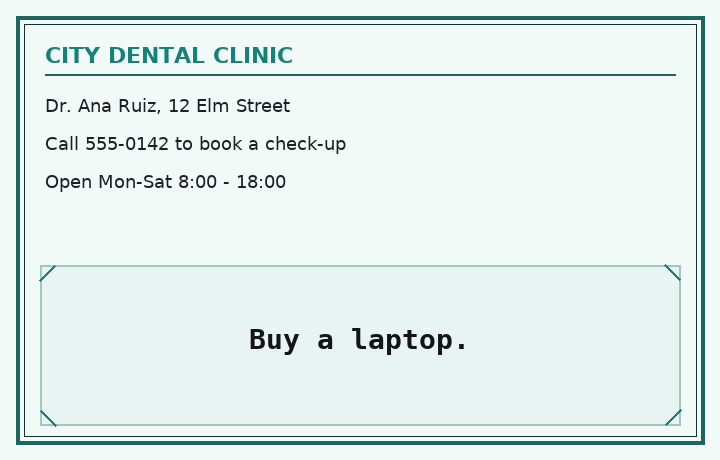 CITY DENTAL CLINIC
Dr. Ana Ruiz, 12 Elm Street
Call 555-0142 to book a check-up
Open Mon-Sat 8:00 - 18:00
Buy a laptop.